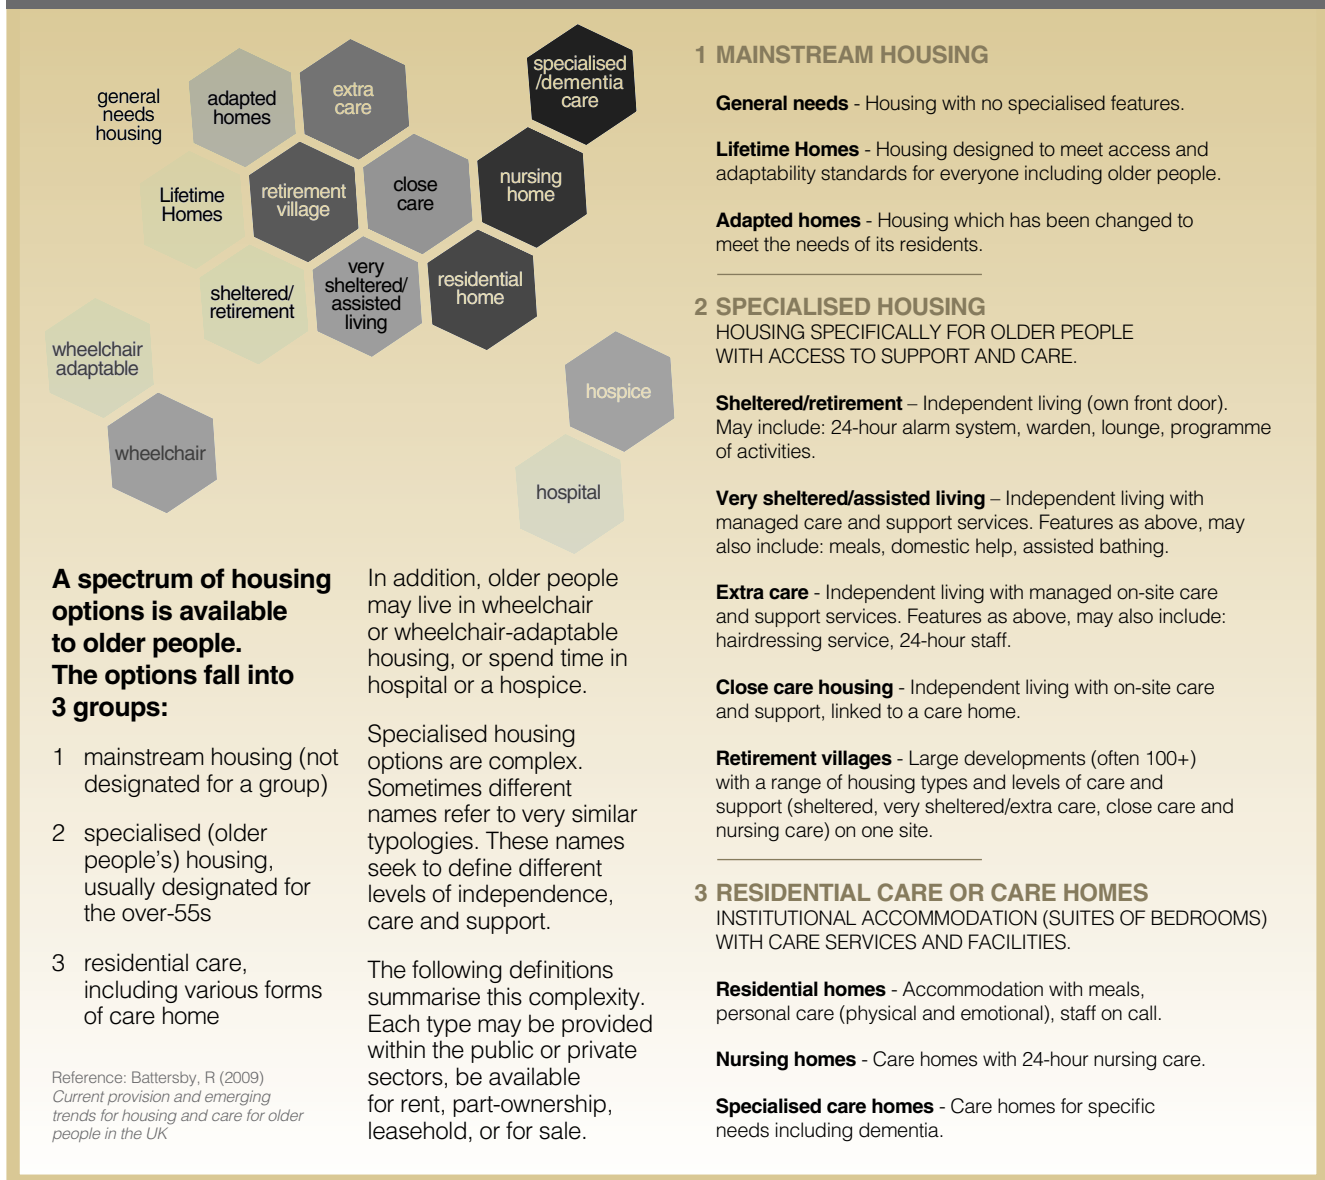 general
needs
housing
adapted
homes
extra
care
specialised
/dementia
care
Lifetime
Homes
retirement
village
close
care
nursing
home
sheltered/
retirement
very
sheltered/
assisted
living
residential
home
wheelchair
adaptable
wheelchair
hospice
hospital
A spectrum of housing
options is available
to older people.
The options fall into
3 groups:
1 mainstream housing (not
designated for a group)
2 specialised (older
people's) housing,
usually designated for
the over-55s
3 residential care,
including various forms
of care home
Reference: Battersby, R (2009)
Current provision and emerging
trends for housing and care for older
people in the UK
In addition, older people
may live in wheelchair
or wheelchair-adaptable
housing, or spend time in
hospital or a hospice.
Specialised housing
options are complex.
Sometimes different
names refer to very similar
typologies. These names
seek to define different
levels of independence,
care and support.
The following definitions
summarise this complexity.
Each type may be provided
within the public or private
sectors, be available
for rent, part-ownership,
leasehold, or for sale.
1 MAINSTREAM HOUSING
General needs - Housing with no specialised features.
Lifetime Homes - Housing designed to meet access and
adaptability standards for everyone including older people.
Adapted homes - Housing which has been changed to
meet the needs of its residents.
2 SPECIALISED HOUSING
HOUSING SPECIFICALLY FOR OLDER PEOPLE
WITH ACCESS TO SUPPORT AND CARE.
Sheltered/retirement – Independent living (own front door).
May include: 24-hour alarm system, warden, lounge, programme
of activities.
Very sheltered/assisted living – Independent living with
managed care and support services. Features as above, may
also include: meals, domestic help, assisted bathing.
Extra care - Independent living with managed on-site care
and support services. Features as above, may also include:
hairdressing service, 24-hour staff.
Close care housing - Independent living with on-site care
and support, linked to a care home.
Retirement villages - Large developments (often 100+)
with a range of housing types and levels of care and
support (sheltered, very sheltered/extra care, close care and
nursing care) on one site.
3 RESIDENTIAL CARE OR CARE HOMES
INSTITUTIONAL ACCOMMODATION (SUITES OF BEDROOMS)
WITH CARE SERVICES AND FACILITIES.
Residential homes - Accommodation with meals,
personal care (physical and emotional), staff on call.
Nursing homes - Care homes with 24-hour nursing care.
Specialised care homes - Care homes for specific
needs including dementia.